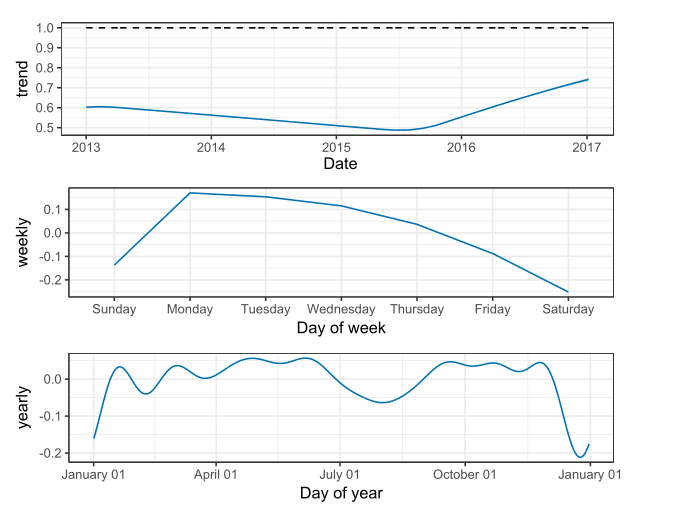 trend
1.0
0.9
0.8
0.7
0.6
0.5
2013 2014 2015 2016 2017
Date
weekly
0.1
0.0
-0.1
-0.2
Sunday Monday Tuesday Wednesday Thursday Friday Saturday
Day of week
yearly
0.0
-0.1
-0.2
January 01 April 01 July 01 October 01 January 01
Day of year